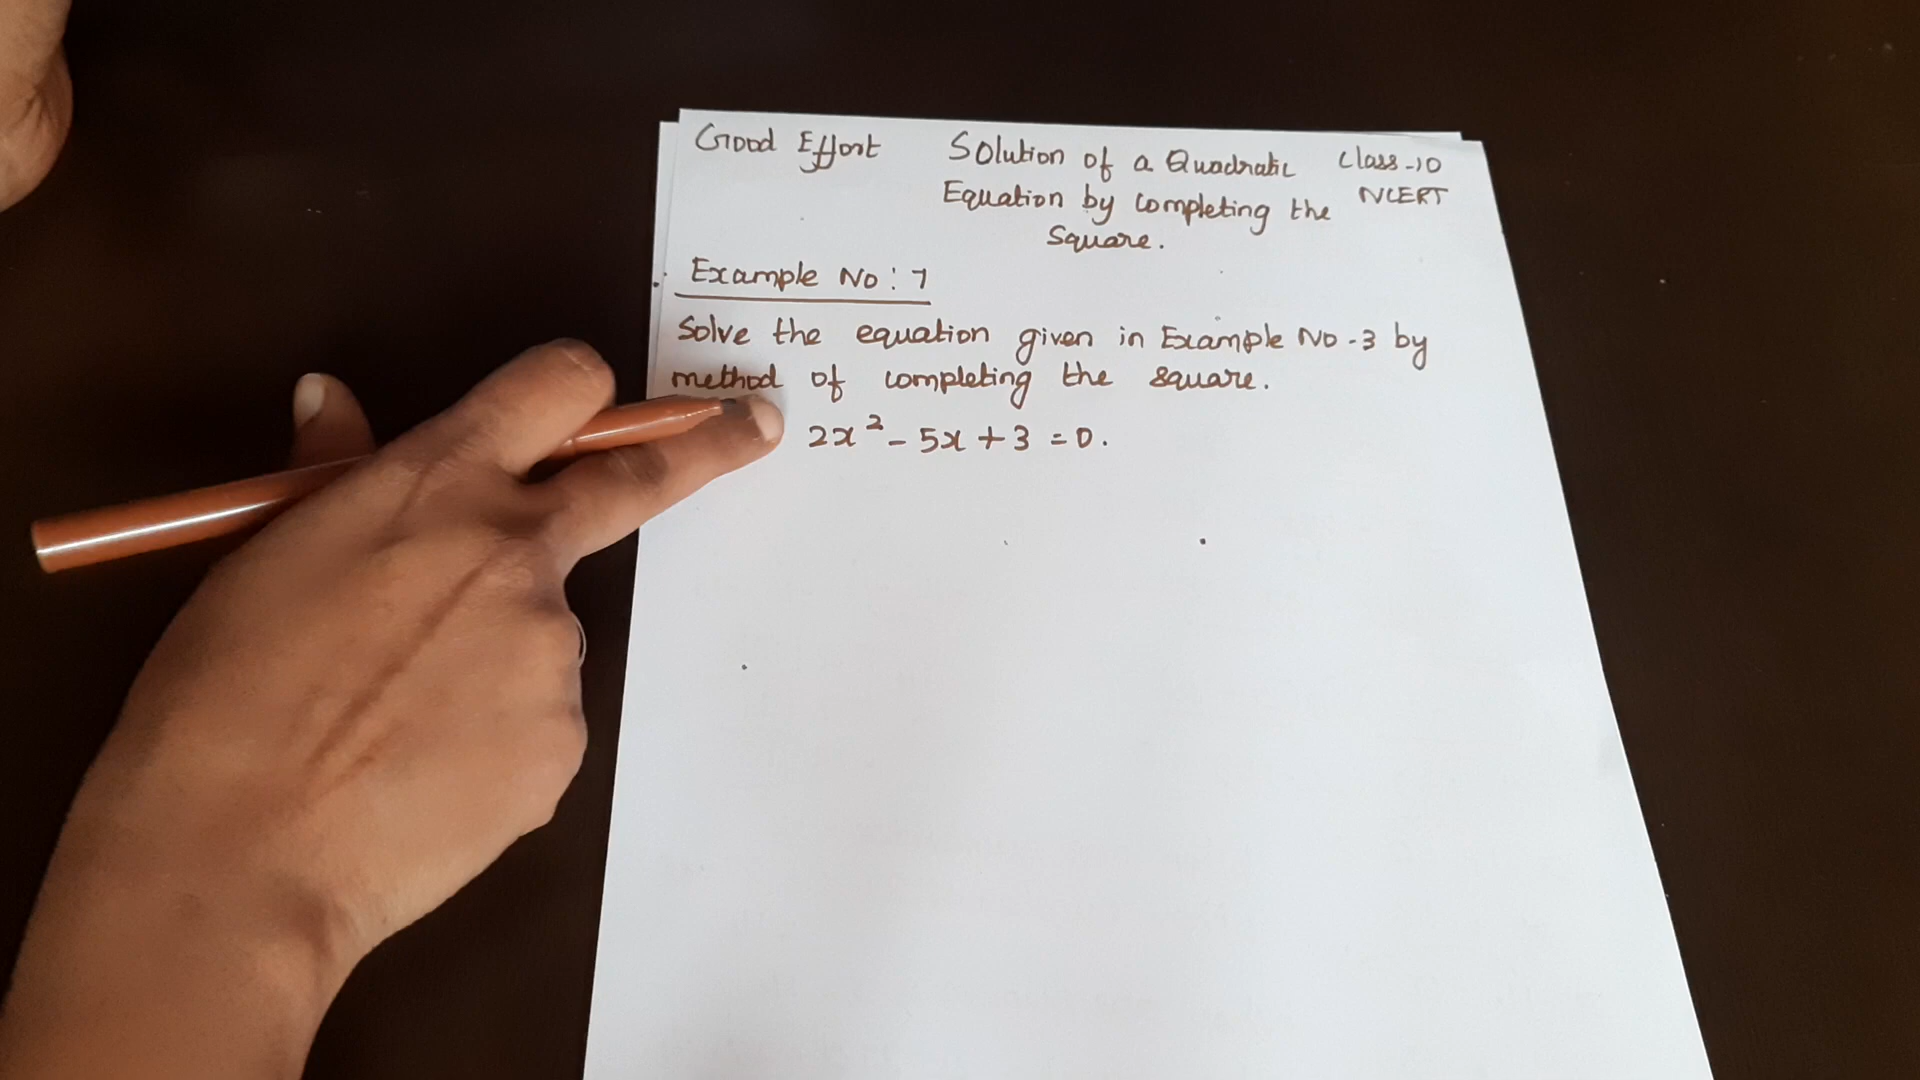 Good Effort
Solution of a Quadratic
Equation by completing the
Square.
Class-10
NCERT
Example No: 7
Solve the equation given in Example No-3 by
method of completing the square.
2x² - 5x + 3 = 0.